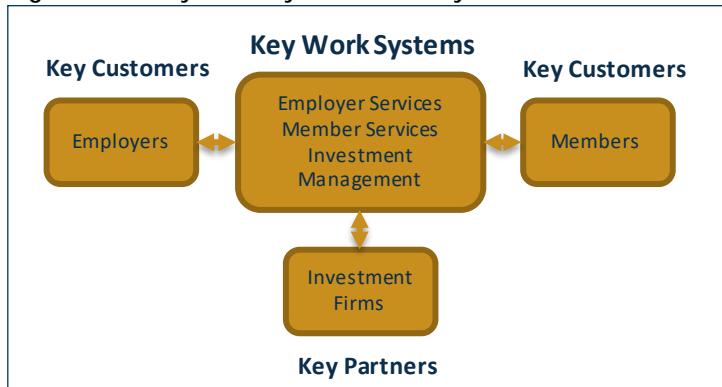 Key Work Systems
Key Customers
Key Customers
Employers
Employer Services
Member Services
Investment
Management
Members
Investment
Firms
Key Partners